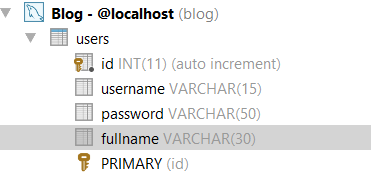 Blog - @localhost (blog)
users
id INT(11) (auto increment)
username VARCHAR(15)
password VARCHAR(50)
fullname VARCHAR(30)
PRIMARY (id)